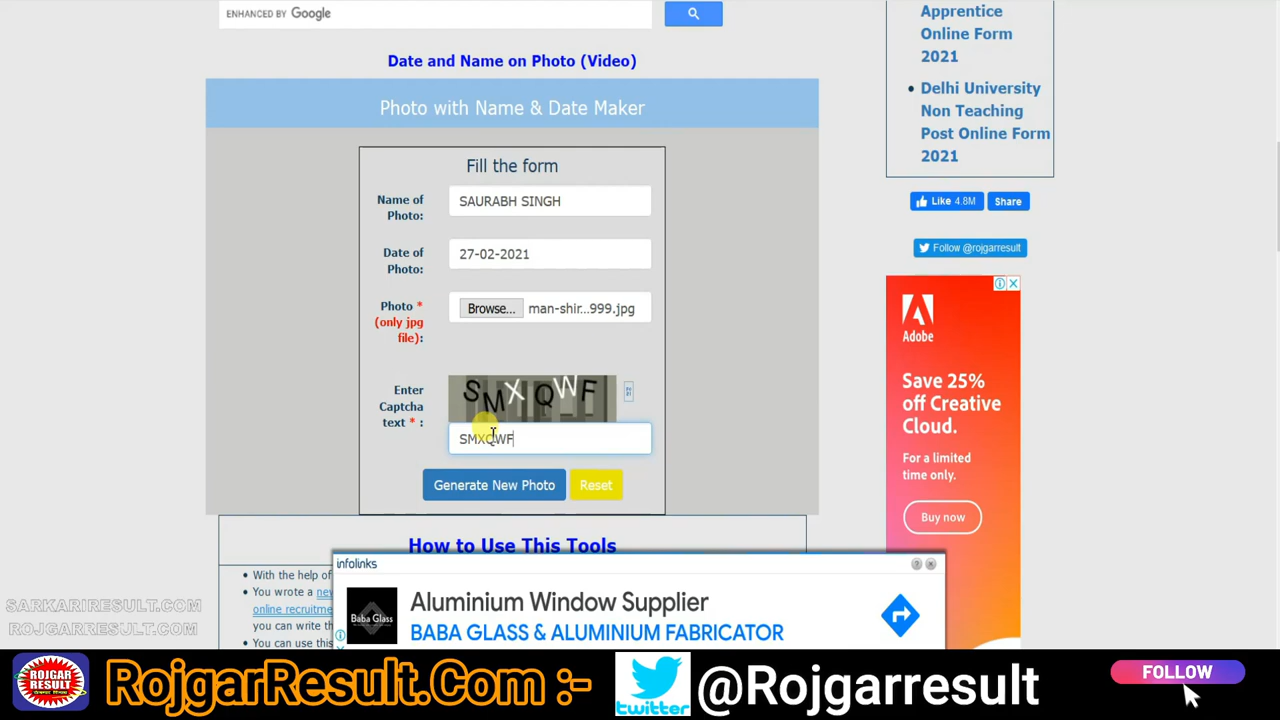 ENHANCED BY Google
Date and Name on Photo (Video)
Photo with Name & Date Maker
Fill the form
Name of
Photo:
SAURABH SINGH
Date of
Photo:
27-02-2021
Photo *
(only jpg
file):
Browse... man-shir...999.jpg
Enter
Captcha
text * :
SMXQWF
SMXQWF
Generate New Photo
Reset
How to Use This Tools
With the help of
You wrote a
online recruitme
you can write th
You can use this
Apprentice
Online Form
2021
Delhi University
Non Teaching
Post Online Form
2021
Like 4.8M Share
Follow @rojgarresult
Adobe
Save 25%
off Creative
Cloud.
For a limited
time only.
Buy now
infolinks
Baba Glass
Aluminium Window Supplier
BABA GLASS & ALUMINIUM FABRICATOR
SARKARIRESULT.COM
ROJGARRESULT.COM
ROJGAR
RESULT
RojgarResult.Com :-
twitter
@Rojgarresult
FOLLOW